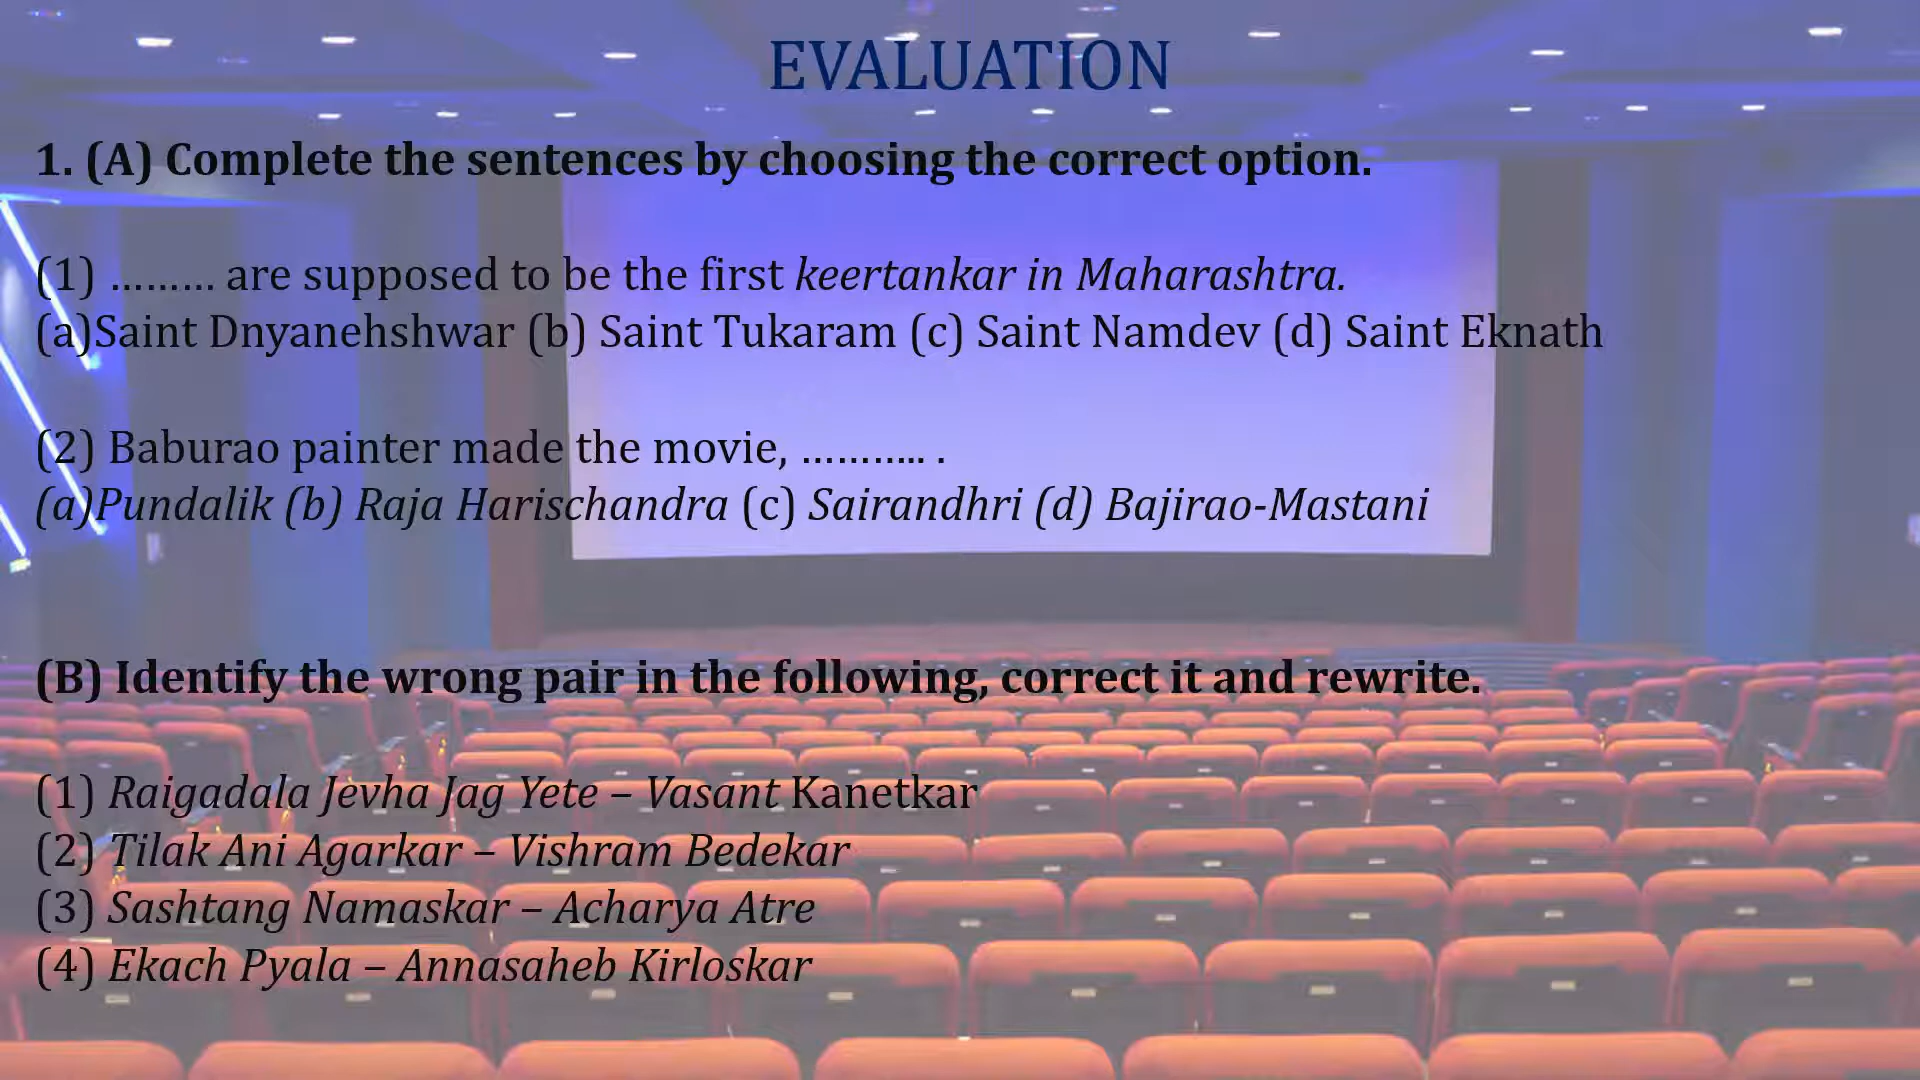 EVALUATION
1. (A) Complete the sentences by choosing the correct option.
(1) ......... are supposed to be the first keertankar in Maharashtra.
(a)Saint Dnyanehshwar (b) Saint Tukaram (c) Saint Namdev (d) Saint Eknath
(2) Baburao painter made the movie, ........... .
(a)Pundalik (b) Raja Harischandra (c) Sairandhri (d) Bajirao-Mastani
(B) Identify the wrong pair in the following, correct it and rewrite.
(1) Raigadala Jevha Jag Yete – Vasant Kanetkar
(2) Tilak Ani Agarkar – Vishram Bedekar
(3) Sashtang Namaskar – Acharya Atre
(4) Ekach Pyala – Annasaheb Kirloskar